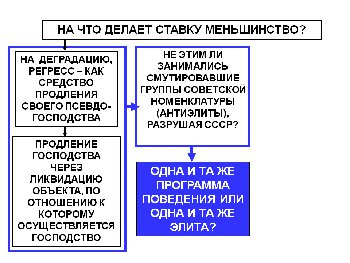 НА ЧТО ДЕЛАЕТ СТАВКУ МЕНЬШИНСТВО?
НА ДЕГРАДАЦИЮ,
РЕГРЕСС – КАК
СРЕДСТВО
ПРОДЛЕНИЯ
СВОЕГО ПСЕВДО-
ГОСПОДСТВА
ПРОДЛЕНИЕ
ГОСПОДСТВА
ЧЕРЕЗ
ЛИКВИДАЦИЮ
ОБЪЕКТА, ПО
ОТНОШЕНИЮ К
КОТОРОМУ
ОСУЩЕСТВЛЯЕТСЯ
ГОСПОДСТВО
НЕ ЭТИМ ЛИ
ЗАНИМАЛИСЬ
СМУТИРОВАВШИЕ
ГРУППЫ СОВЕТСКОЙ
НОМЕНКЛАТУРЫ
(АНТИЭЛИТЫ),
РАЗРУШАЯ СССР?
ОДНА И ТА ЖЕ
ПРОГРАММА
ПОВЕДЕНИЯ ИЛИ
ОДНА И ТА ЖЕ
ЭЛИТА?